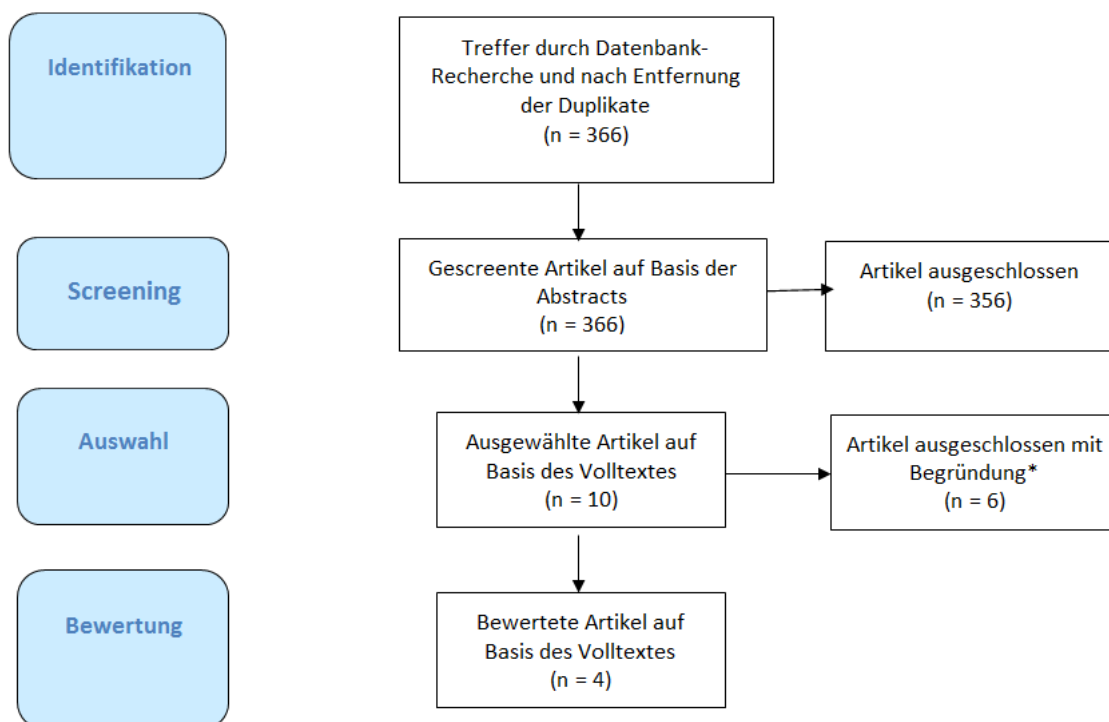 Identifikation
Treffer durch Datenbank-
Recherche und nach Entfernung
der Duplikate
(n = 366)
Screening
Gescreente Artikel auf Basis der
Abstracts
(n = 366)
Artikel ausgeschlossen
(n = 356)
Auswahl
Ausgewählte Artikel auf
Basis des Volltextes
(n = 10)
Artikel ausgeschlossen mit
Begründung*
(n = 6)
Bewertung
Bewertete Artikel auf
Basis des Volltextes
(n = 4)